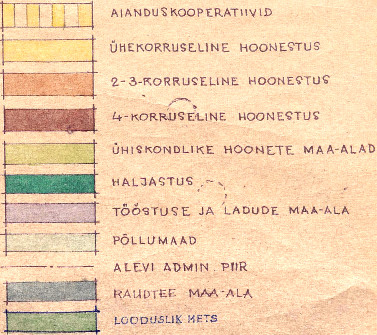 AIANDUSKOOPERATIIVID
ÜHEKORRUSELINE HOONESTUS
2-3-KORRUSELINE HOONESTUS
4-KORRUSELINE HOONESTUS
ÜHISKONDLIKE HOONETE MAA-ALAD
HALJASTUS
TÖÖSTUSE JA LADUDE MAA-ALA
PÕLLUMAAD
ALEVI ADMIN. PIIR
RAUDTEE MAA-ALA
LOODUSLIK METS